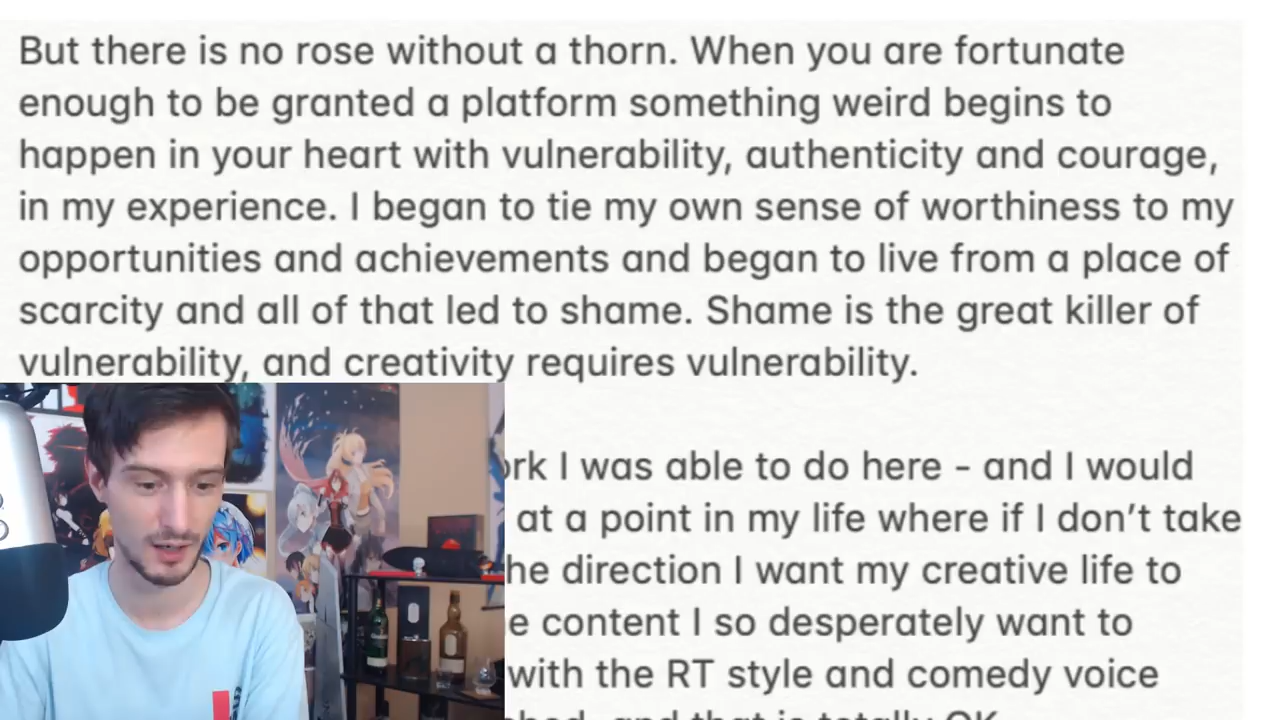 But there is no rose without a thorn. When you are fortunate
enough to be granted a platform something weird begins to
happen in your heart with vulnerability, authenticity and courage,
in my experience. I began to tie my own sense of worthiness to my
opportunities and achievements and began to live from a place of
scarcity and all of that led to shame. Shame is the great killer of
vulnerability, and creativity requires vulnerability.
I was able to do here - and I would
at a point in my life where if I don't take
direction I want my creative life to
content I so desperately want to
with the RT style and comedy voice
and that is totally OK